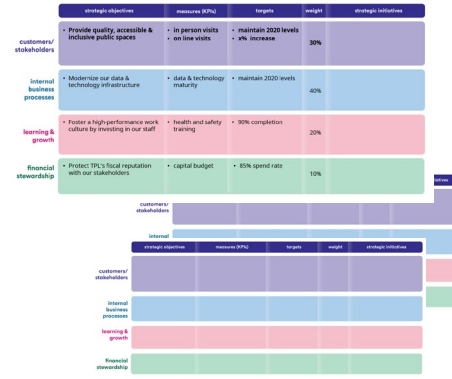 strategic objectives measures (KPIs) targets weight strategic initiatives
customers/
stakeholders
• Provide quality, accessible &
inclusive public spaces
• in person visits
• on line visits
• maintain 2020 levels
• x% increase
30%
internal
business
processes
• Modernize our data &
technology infrastructure
• data & technology
maturity
• maintain 2020 levels
40%
learning &
growth
• Foster a high-performance work
culture by investing in our staff
• health and safety
training
• 90% completion
20%
financial
stewardship
• Protect TPL's fiscal reputation
with our stakeholders
• capital budget
• 85% spend rate
10%
customers/
stakeholders
internal
strategic objectives measures (KPIs) targets weight strategic initiatives
customers/
stakeholders
internal
business
processes
learning &
growth
financial
stewardship